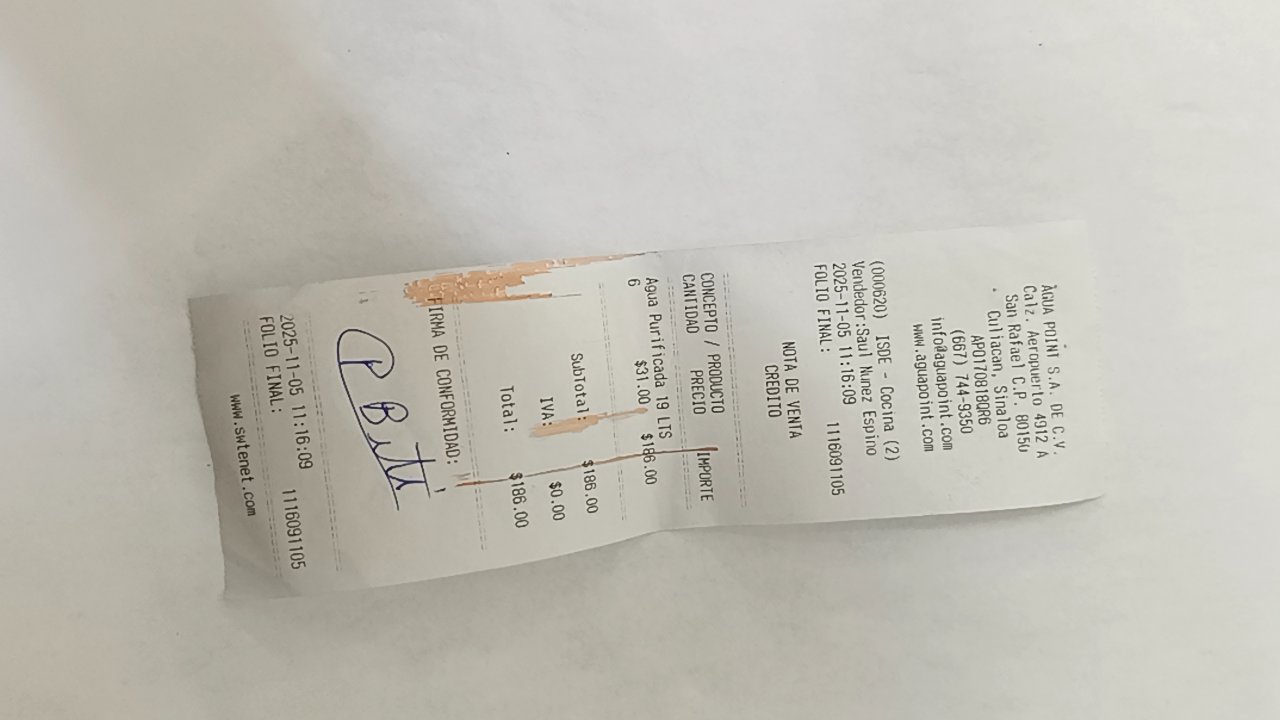 AGUA POINT S.A. DE C.V.
Calz. Aeropuerto 4912 A
San Rafael C.P. 80150
Culiacan, Sinaloa
APO170818QR6
(667) 744-9350
info@aguapoint.com
www.aguapoint.com
(000620) ISDE - Cocina (2)
Vendedor:Saul Nunez Espino
2025-11-05 11:16:09
FOLIO FINAL: 1116091105
NOTA DE VENTA
CREDITO
CONCEPTO / PRODUCTO
CANTIDAD PRECIO IMPORTE
Agua Purificada 19 LTS
6 $31.00 $186.00
SubTotal: $186.00
IVA: $0.00
Total: $186.00
FIRMA DE CONFORMIDAD:
2025-11-05 11:16:09
FOLIO FINAL: 1116091105
www.swtenet.com